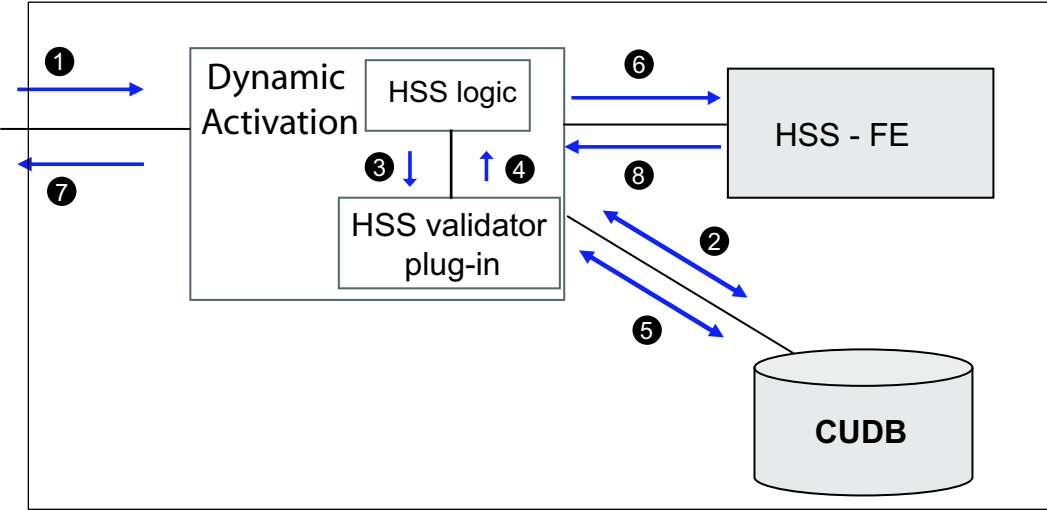 1
7
Dynamic
Activation
HSS logic
3
4
HSS validator
plug-in
6
8
HSS - FE
2
5
CUDB